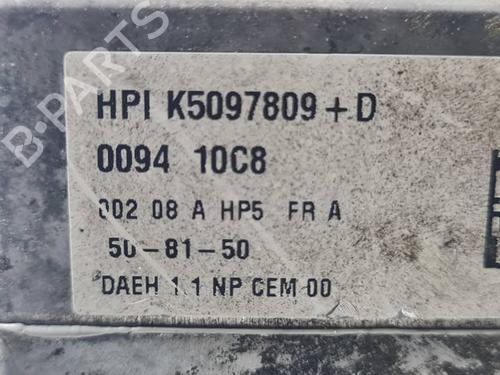 B-PARTS
HPI K5097809+D
0094 10C8
002 08 A HP5 FR A
50-81-50
DAEH 1.1 NP CEM 00